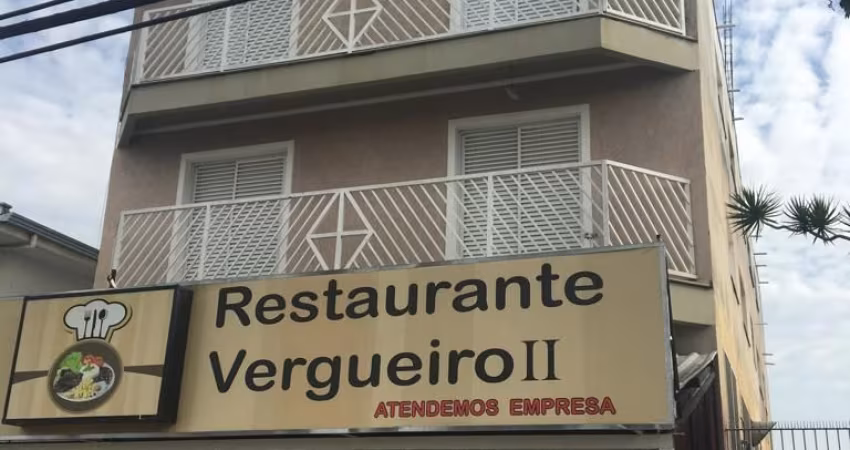 Restaurante
Vergueiro II
ATENDEMOS EMPRESA